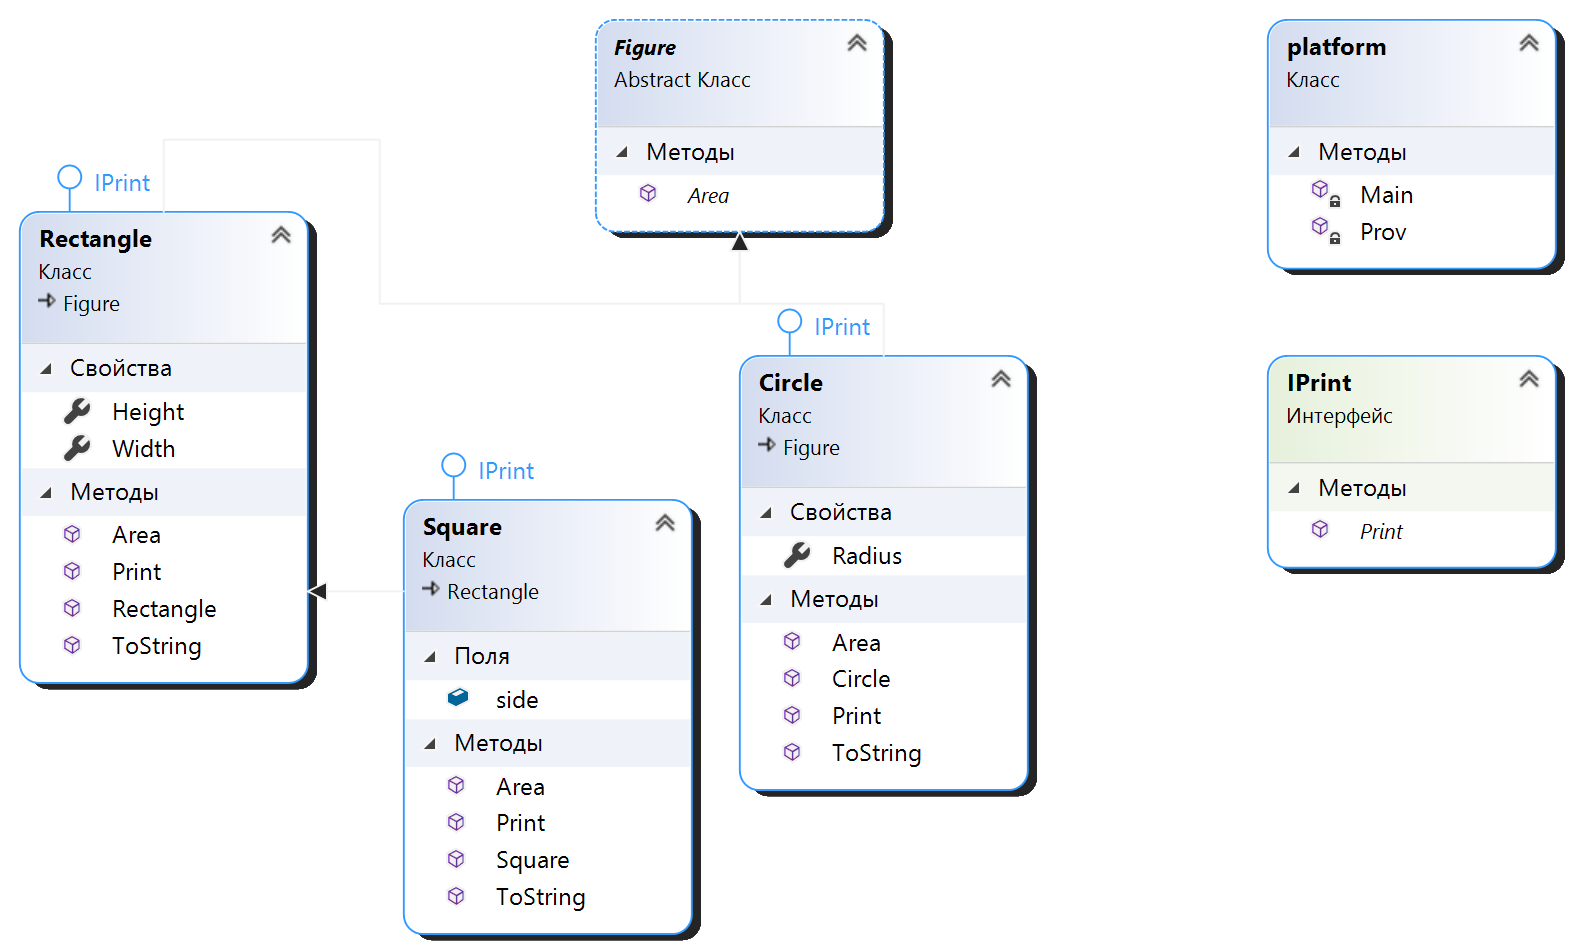 Figure
Abstract Класс
Методы
Area
platform
Класс
Методы
Main
Prov
IPrint
Rectangle
Класс
Figure
Свойства
Height
Width
Методы
Area
Print
Rectangle
ToString
IPrint
Square
Класс
Rectangle
Поля
side
Методы
Area
Print
Square
ToString
IPrint
Circle
Класс
Figure
Свойства
Radius
Методы
Area
Circle
Print
ToString
IPrint
Интерфейс
Методы
Print